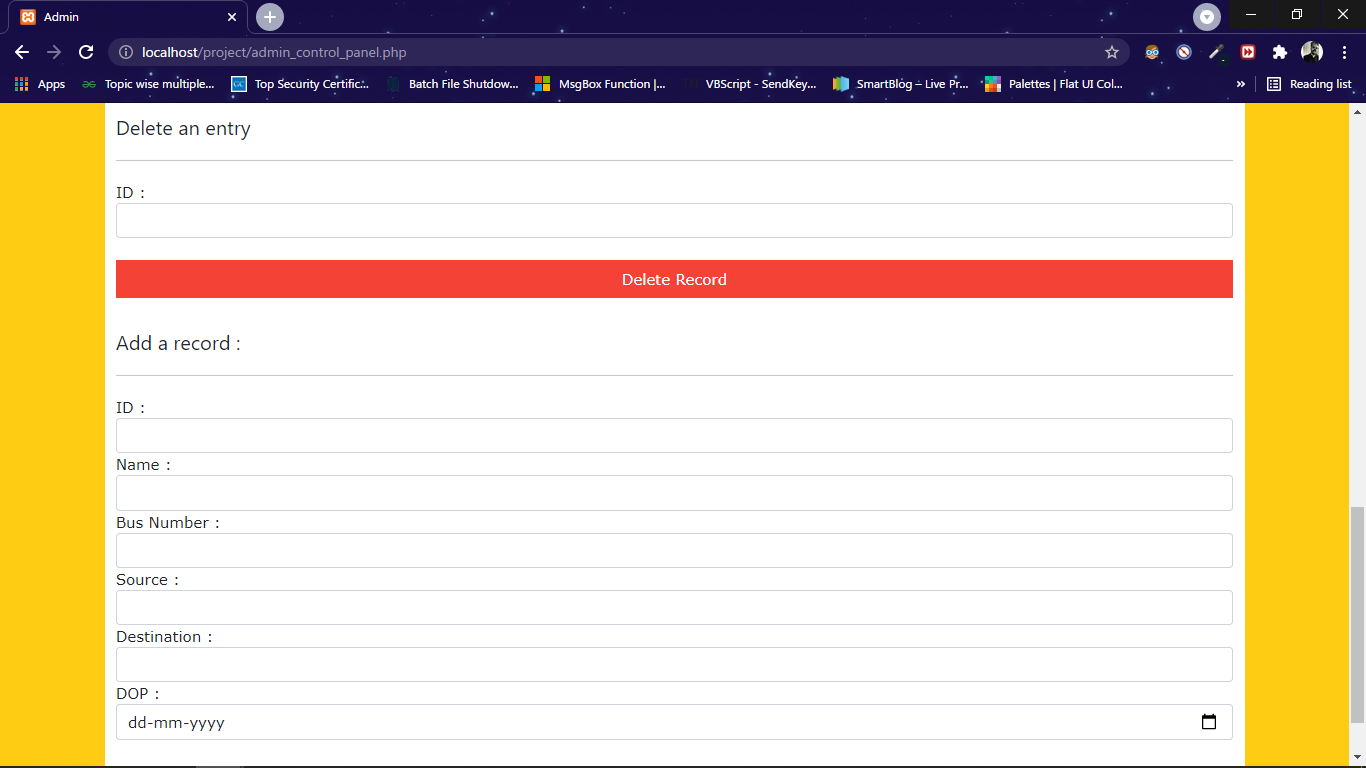 Admin
localhost/project/admin_control_panel.php
Apps Topic wise multiple... Top Security Certific... Batch File Shutdow... MsgBox Function |... VBScript - SendKey... SmartBlog – Live Pr... Palettes | Flat UI Col... » Reading list
Delete an entry
ID :
Delete Record
Add a record :
ID :
Name :
Bus Number :
Source :
Destination :
DOP :
dd-mm-yyyy